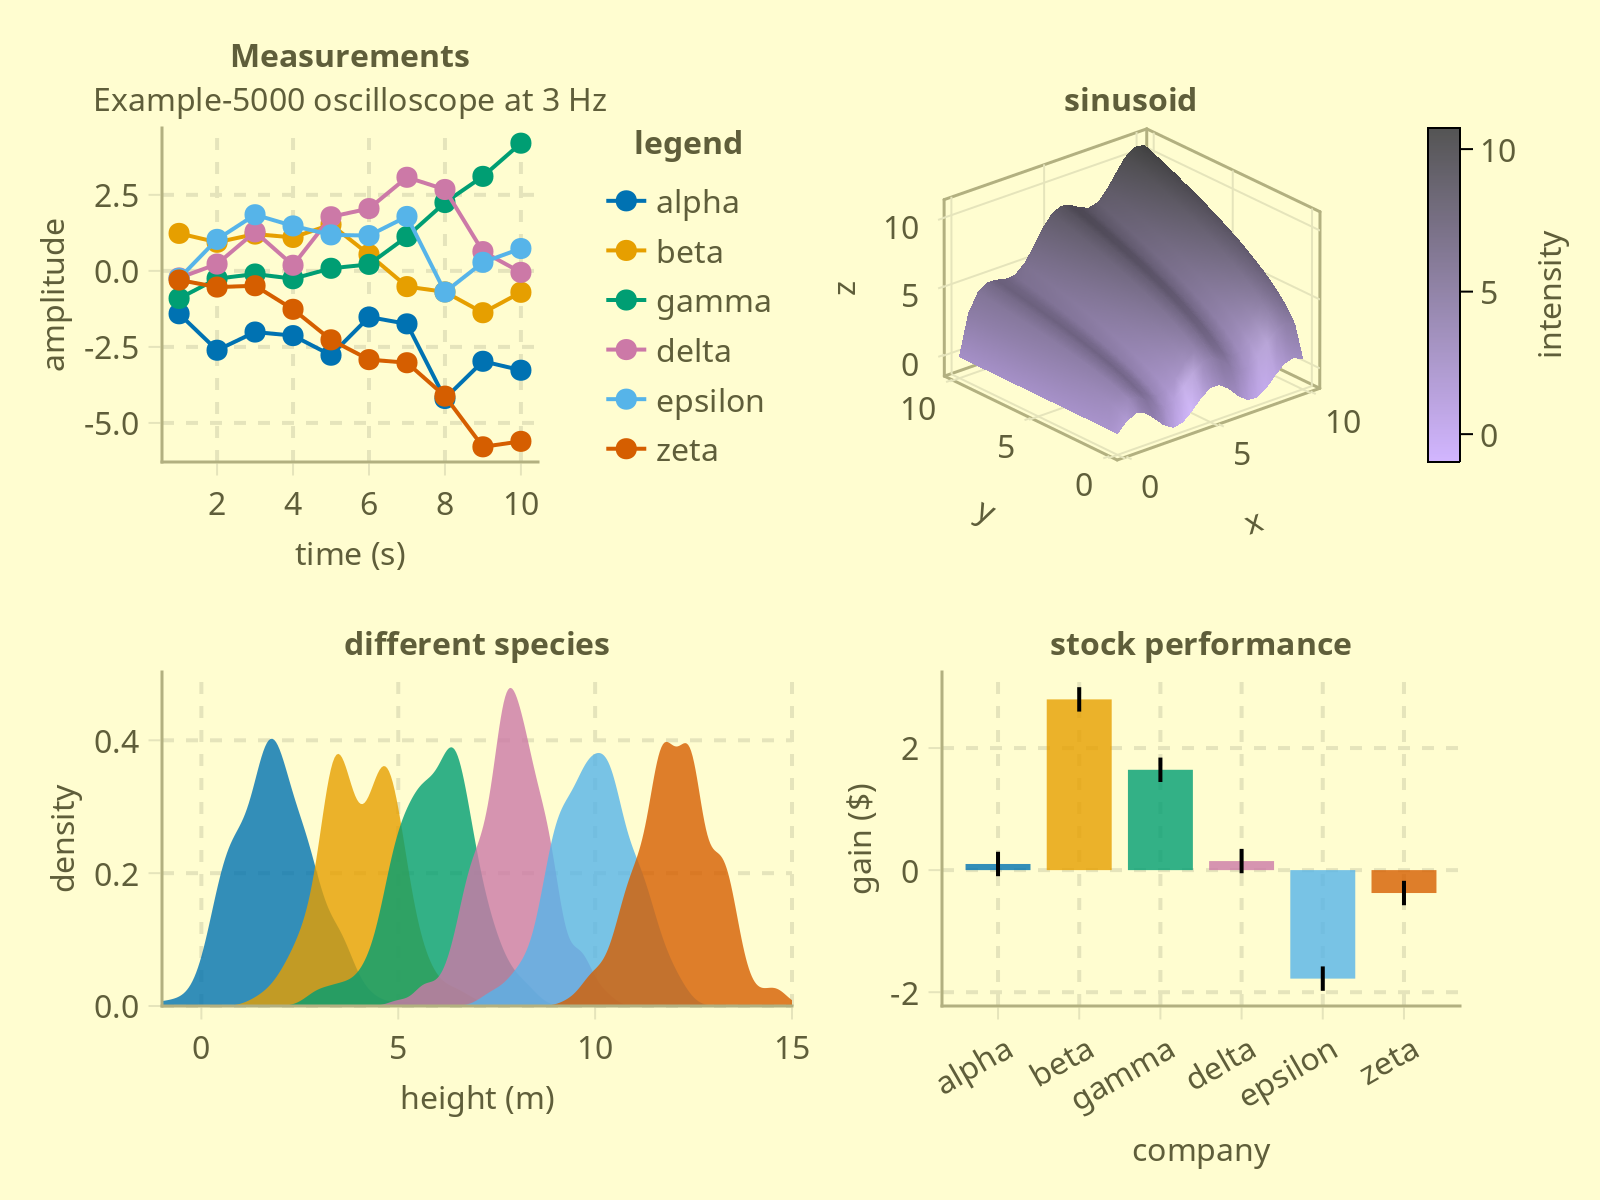 Measurements
Example-5000 oscilloscope at 3 Hz
amplitude
2.5
0.0
-2.5
-5.0
2 4 6 8 10
time (s)
legend
alpha
beta
gamma
delta
epsilon
zeta
sinusoid
z
10
5
0
10
5
0
y
0
5
10
x
10
5
0
intensity
different species
density
0.4
0.2
0.0
0 5 10 15
height (m)
stock performance
gain ($)
2
0
-2
alpha beta gamma delta epsilon zeta
company